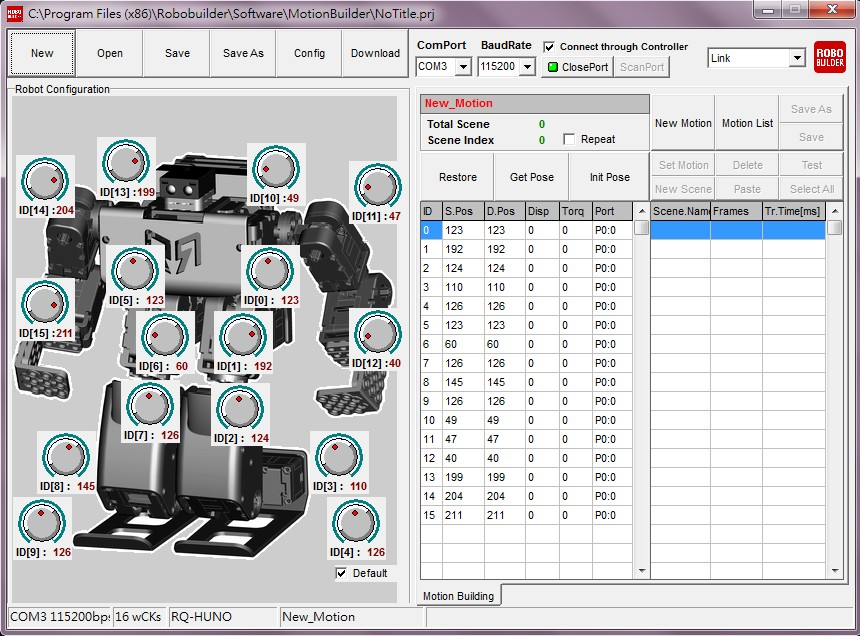 C:\Program Files (x86)\Robobuilder\Software\MotionBuilder\NoTitle.prj
New Open Save Save As Config Download
ComPort BaudRate Connect through Controller
COM3 115200 ClosePort ScanPort
Link
ROBO
BUILDER
Robot Configuration
ID[13] :199
ID[10] :49
ID[14] :204
ID[11] :47
ID[5] : 123
ID[0] : 123
ID[15] :211
ID[6] : 60
ID[1] : 192
ID[12] :40
ID[7] : 126
ID[2] : 124
ID[8] : 145
ID[3] : 110
ID[9] : 126
ID[4] : 126
Default
New_Motion
Total Scene 0
Scene Index 0 Repeat
New Motion Motion List Save As
Save
Restore Get Pose Init Pose
Set Motion Delete Test
New Scene Paste Select All
ID S.Pos D.Pos Disp Torq Port
0 123 123 0 0 P0:0
1 192 192 0 0 P0:0
2 124 124 0 0 P0:0
3 110 110 0 0 P0:0
4 126 126 0 0 P0:0
5 123 123 0 0 P0:0
6 60 60 0 0 P0:0
7 126 126 0 0 P0:0
8 145 145 0 0 P0:0
9 126 126 0 0 P0:0
10 49 49 0 0 P0:0
11 47 47 0 0 P0:0
12 40 40 0 0 P0:0
13 199 199 0 0 P0:0
14 204 204 0 0 P0:0
15 211 211 0 0 P0:0
Scene.Nam Frames Tr.Time[ms]
Motion Building
COM3 115200bps 16 wCKs RQ-HUNO New_Motion